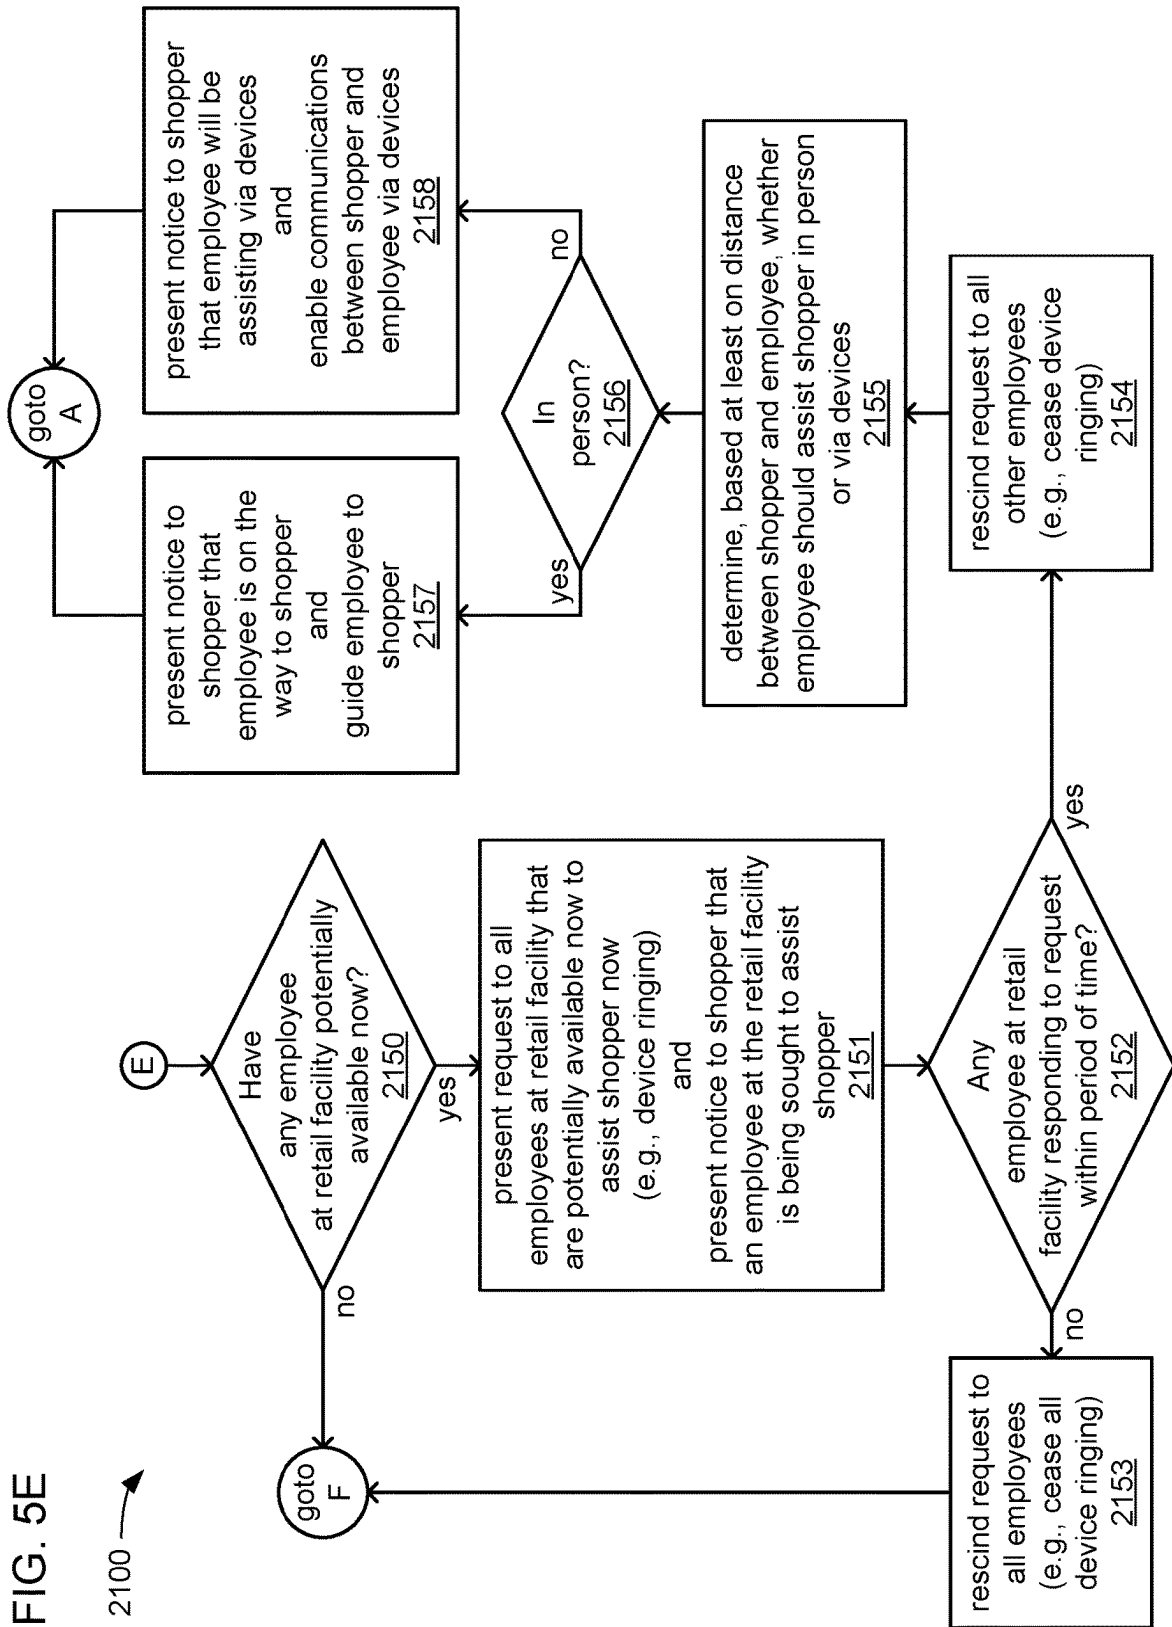 FIG. 5E
2100
E
Have
any employee
at retail facility potentially
available now?
2150
no
yes
goto
F
present request to all
employees at retail facility that
are potentially available now to
assist shopper now
(e.g., device ringing)
and
present notice to shopper that
an employee at the retail facility
is being sought to assist
shopper
2151
Any
employee at retail
facility responding to request
within period of time?
2152
no
yes
rescind request to
all employees
(e.g., cease all
device ringing)
2153
rescind request to all
other employees
(e.g., cease device
ringing)
2154
determine, based at least on distance
between shopper and employee, whether
employee should assist shopper in person
or via devices
2155
In
person?
2156
yes
no
present notice to
shopper that
employee is on the
way to shopper
and
guide employee to
shopper
2157
present notice to shopper
that employee will be
assisting via devices
and
enable communications
between shopper and
employee via devices
2158
goto
A